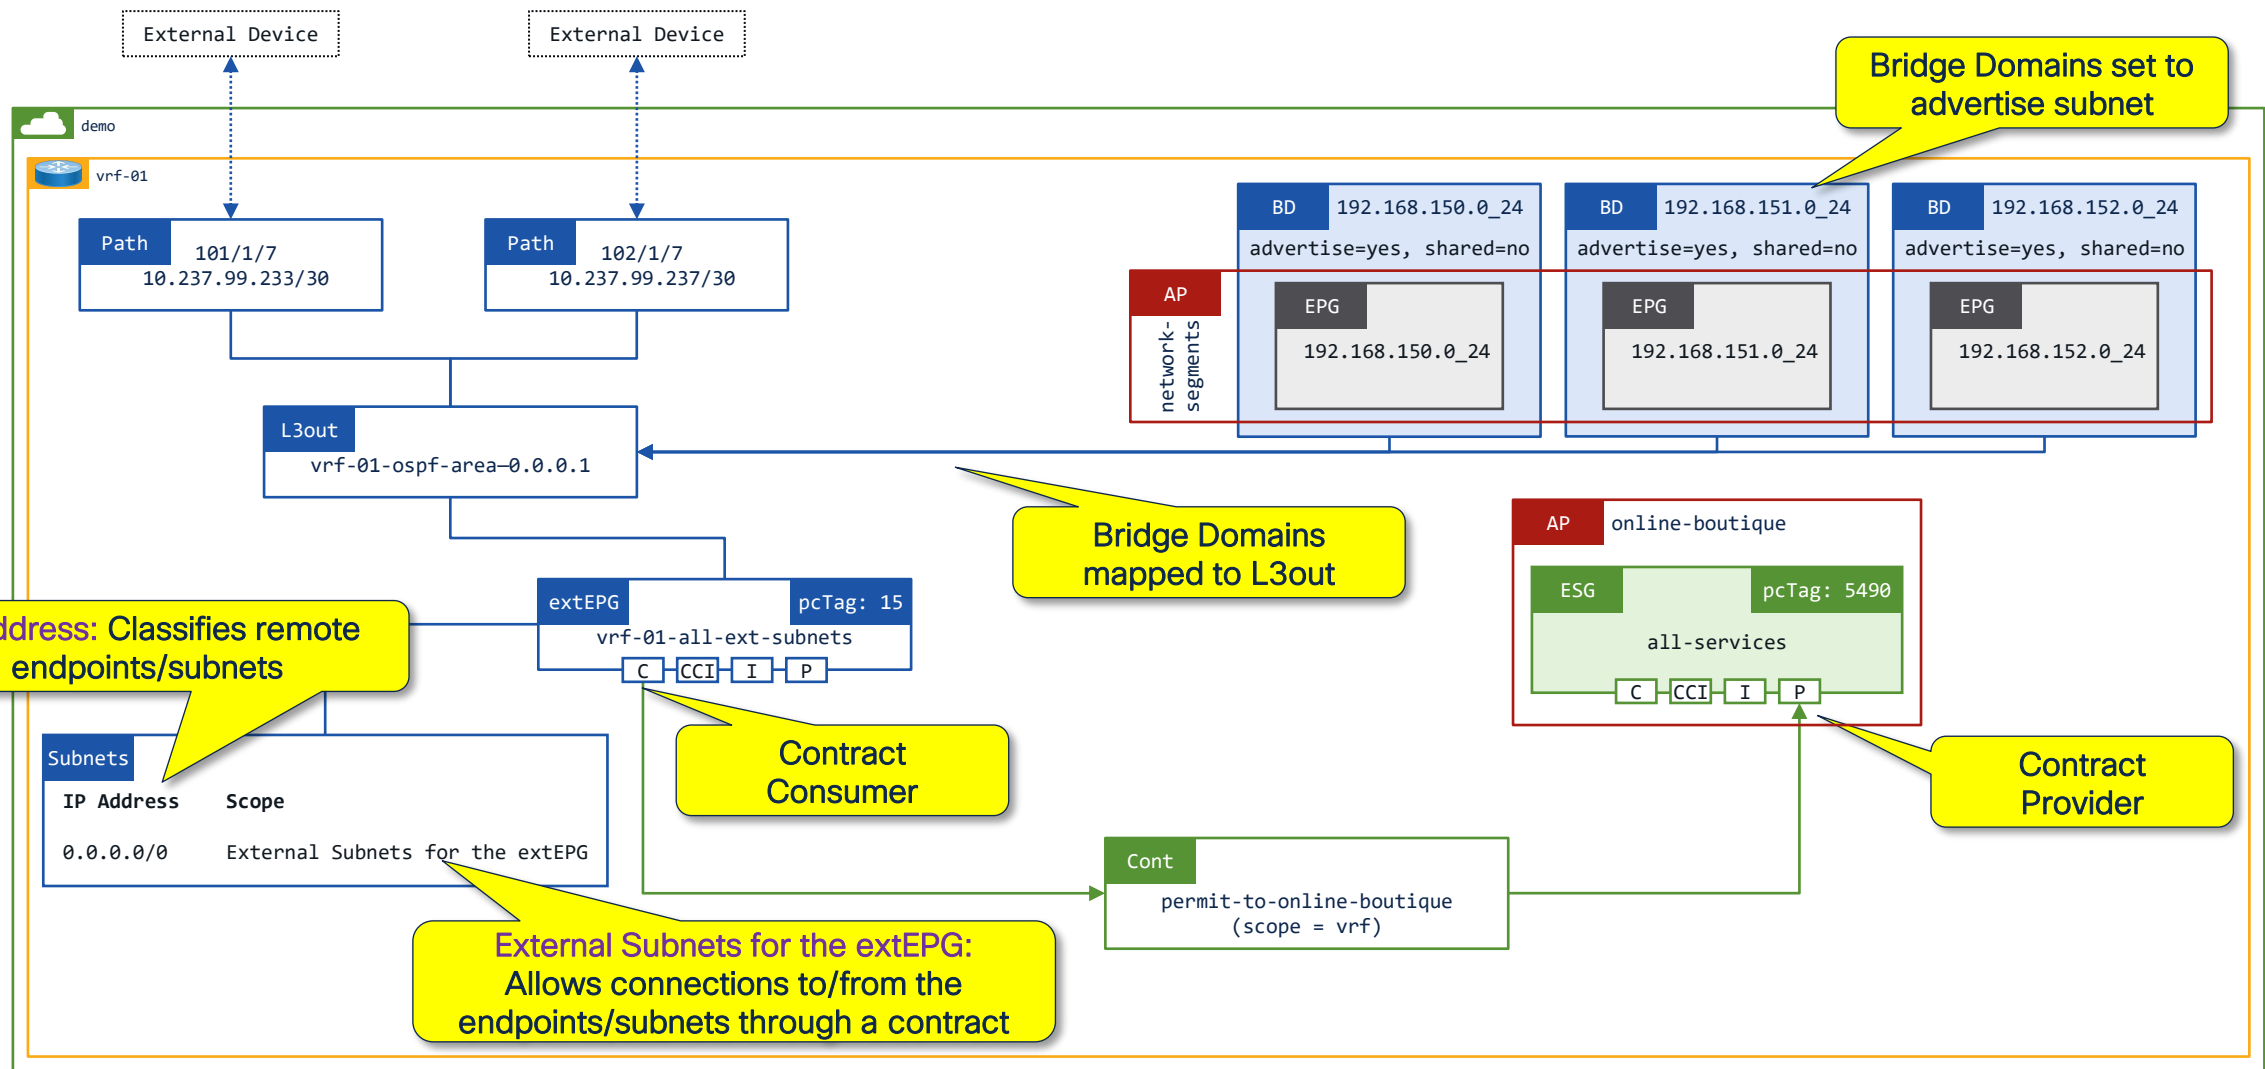 External Device
External Device
Bridge Domains set to
advertise subnet
demo
vrf-01
Path
101/1/7
10.237.99.233/30
Path
102/1/7
10.237.99.237/30
BD
192.168.150.0_24
advertise=yes, shared=no
BD
192.168.151.0_24
advertise=yes, shared=no
BD
192.168.152.0_24
advertise=yes, shared=no
AP
network-
segments
EPG
192.168.150.0_24
EPG
192.168.151.0_24
EPG
192.168.152.0_24
L3out
vrf-01-ospf-area–0.0.0.1
Bridge Domains
mapped to L3out
AP
online-boutique
ESG
pcTag: 5490
all-services
C
CCI
I
P
extEPG
pcTag: 15
vrf-01-all-ext-subnets
C
CCI
I
P
ddress: Classifies remote
endpoints/subnets
Contract
Consumer
Contract
Provider
Subnets
IP Address Scope
0.0.0.0/0 External Subnets for the extEPG
Cont
permit-to-online-boutique
(scope = vrf)
External Subnets for the extEPG:
Allows connections to/from the
endpoints/subnets through a contract